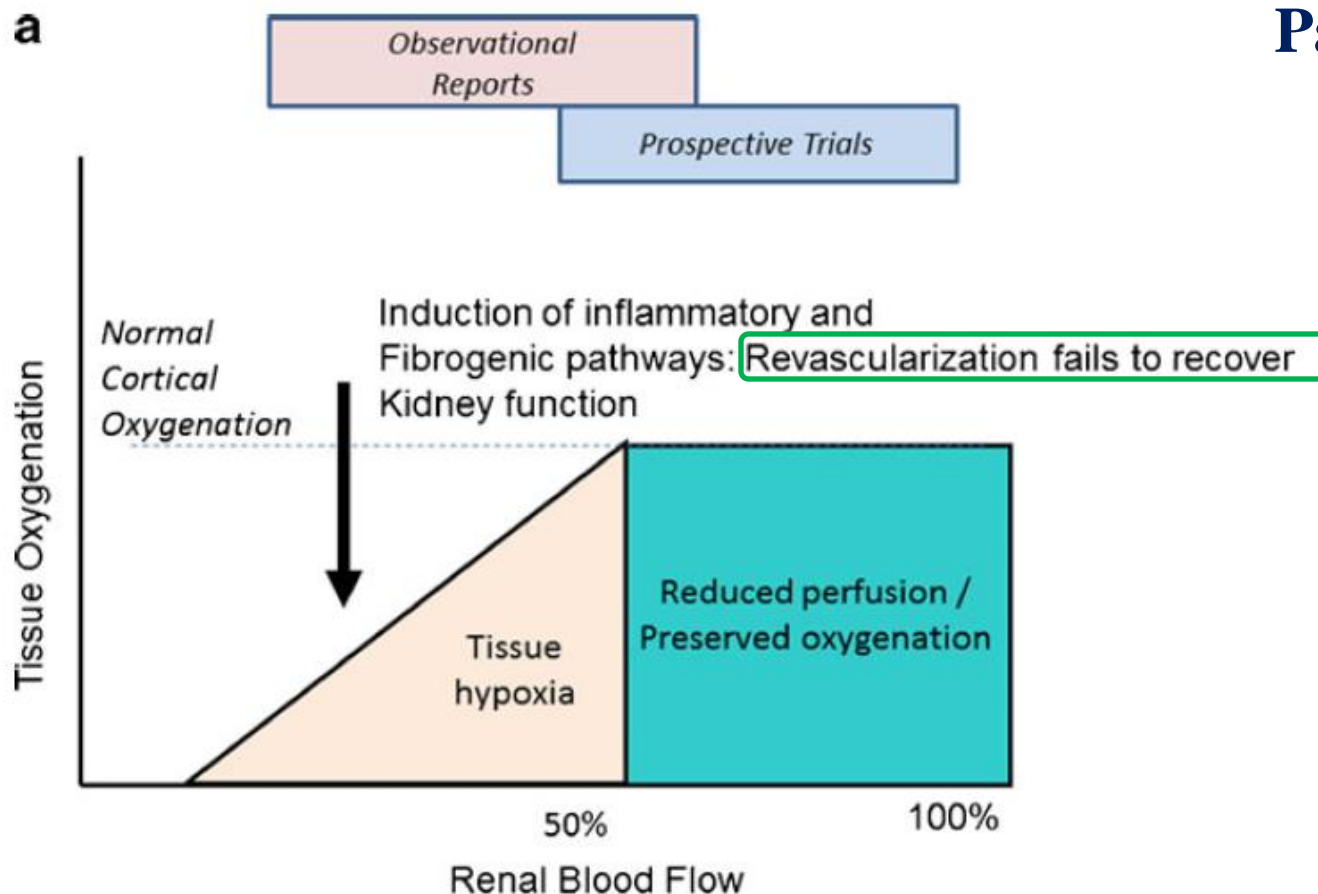 a
Pa
Observational
Reports
Prospective Trials
Normal
Cortical
Oxygenation
Induction of inflammatory and
Fibrogenic pathways: Revascularization fails to recover
Kidney function
Tissue Oxygenation
Tissue
hypoxia
Reduced perfusion /
Preserved oxygenation
50%
100%
Renal Blood Flow